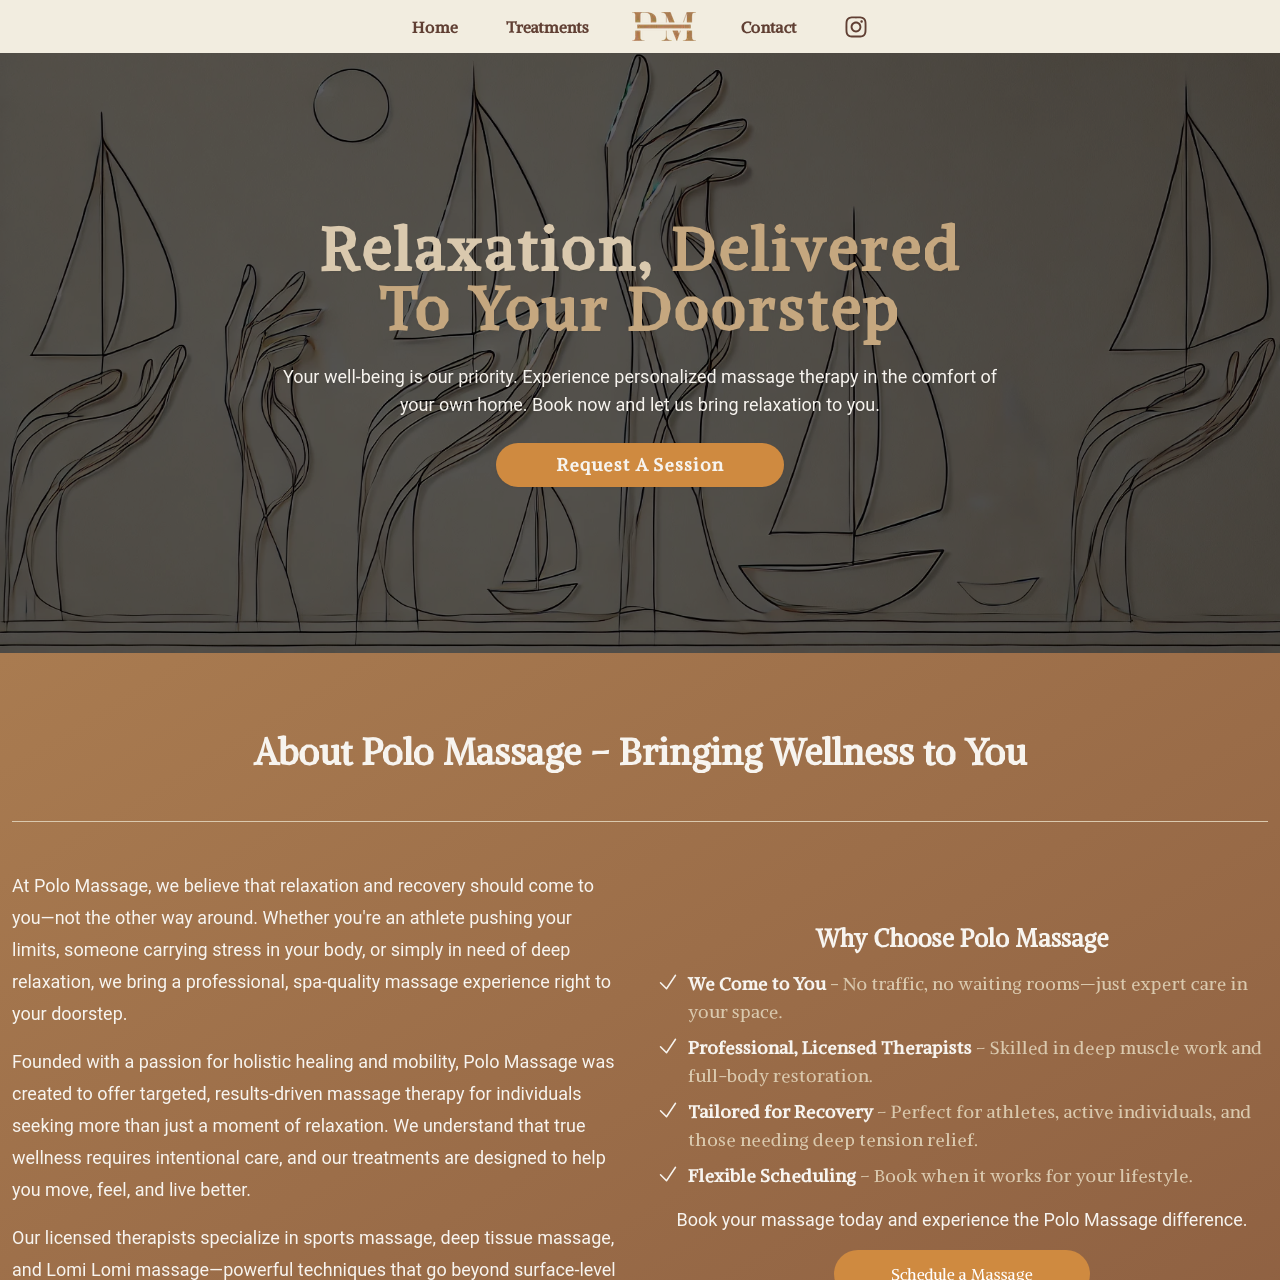 Home Treatments PM Contact
Relaxation, Delivered
To Your Doorstep
Your well-being is our priority. Experience personalized massage therapy in the comfort of
your own home. Book now and let us bring relaxation to you.
Request A Session
About Polo Massage – Bringing Wellness to You
At Polo Massage, we believe that relaxation and recovery should come to
you—not the other way around. Whether you're an athlete pushing your
limits, someone carrying stress in your body, or simply in need of deep
relaxation, we bring a professional, spa-quality massage experience right to
your doorstep.
Founded with a passion for holistic healing and mobility, Polo Massage was
created to offer targeted, results-driven massage therapy for individuals
seeking more than just a moment of relaxation. We understand that true
wellness requires intentional care, and our treatments are designed to help
you move, feel, and live better.
Our licensed therapists specialize in sports massage, deep tissue massage,
and Lomi Lomi massage—powerful techniques that go beyond surface-level
Why Choose Polo Massage
We Come to You – No traffic, no waiting rooms—just expert care in
your space.
Professional, Licensed Therapists – Skilled in deep muscle work and
full-body restoration.
Tailored for Recovery – Perfect for athletes, active individuals, and
those needing deep tension relief.
Flexible Scheduling – Book when it works for your lifestyle.
Book your massage today and experience the Polo Massage difference.
Schedule a Massage